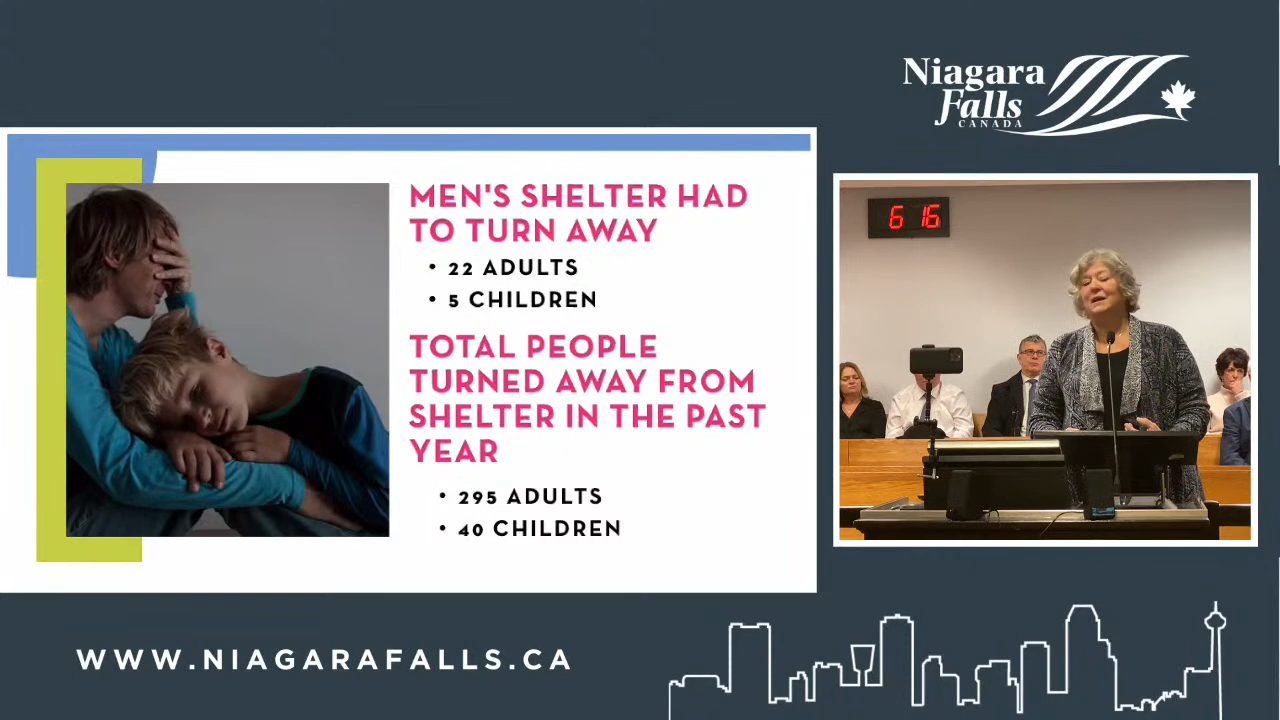 Niagara
Falls
CANADA
MEN'S SHELTER HAD
TO TURN AWAY
• 22 ADULTS
• 5 CHILDREN
TOTAL PEOPLE
TURNED AWAY FROM
SHELTER IN THE PAST
YEAR
• 295 ADULTS
• 40 CHILDREN
6 16
WWW.NIAGARAFALLS.CA